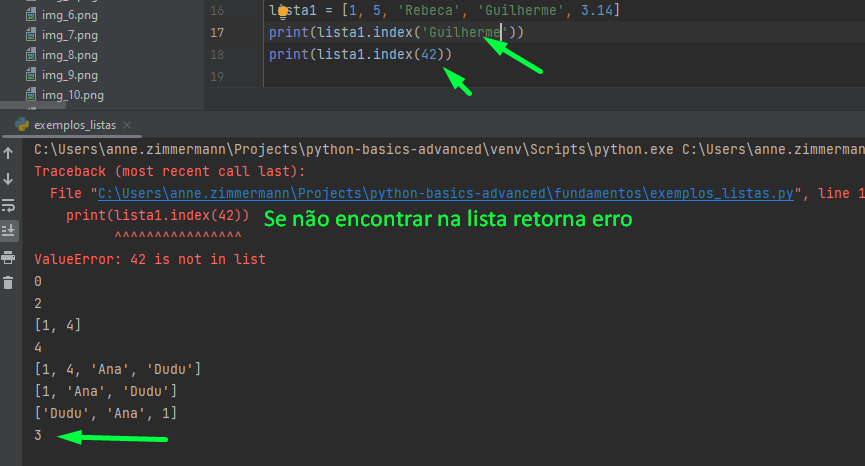 img_6.png
img_7.png
img_8.png
img_9.png
img_10.png
16 lista1 = [1, 5, 'Rebeca', 'Guilherme', 3.14]
17 print(lista1.index('Guilherme'))
18 print(lista1.index(42))
19
exemplos_listas
C:\Users\anne.zimmermann\Projects\python-basics-advanced\venv\Scripts\python.exe C:\Users\anne.zimmermann
Traceback (most recent call last):
File "C:\Users\anne.zimmermann\Projects\python-basics-advanced\fundamentos\exemplos_listas.py", line 1
print(lista1.index(42)) Se não encontrar na lista retorna erro
^^^^^^^^^^^^^^^^
ValueError: 42 is not in list
0
2
[1, 4]
4
[1, 4, 'Ana', 'Dudu']
[1, 'Ana', 'Dudu']
['Dudu', 'Ana', 1]
3